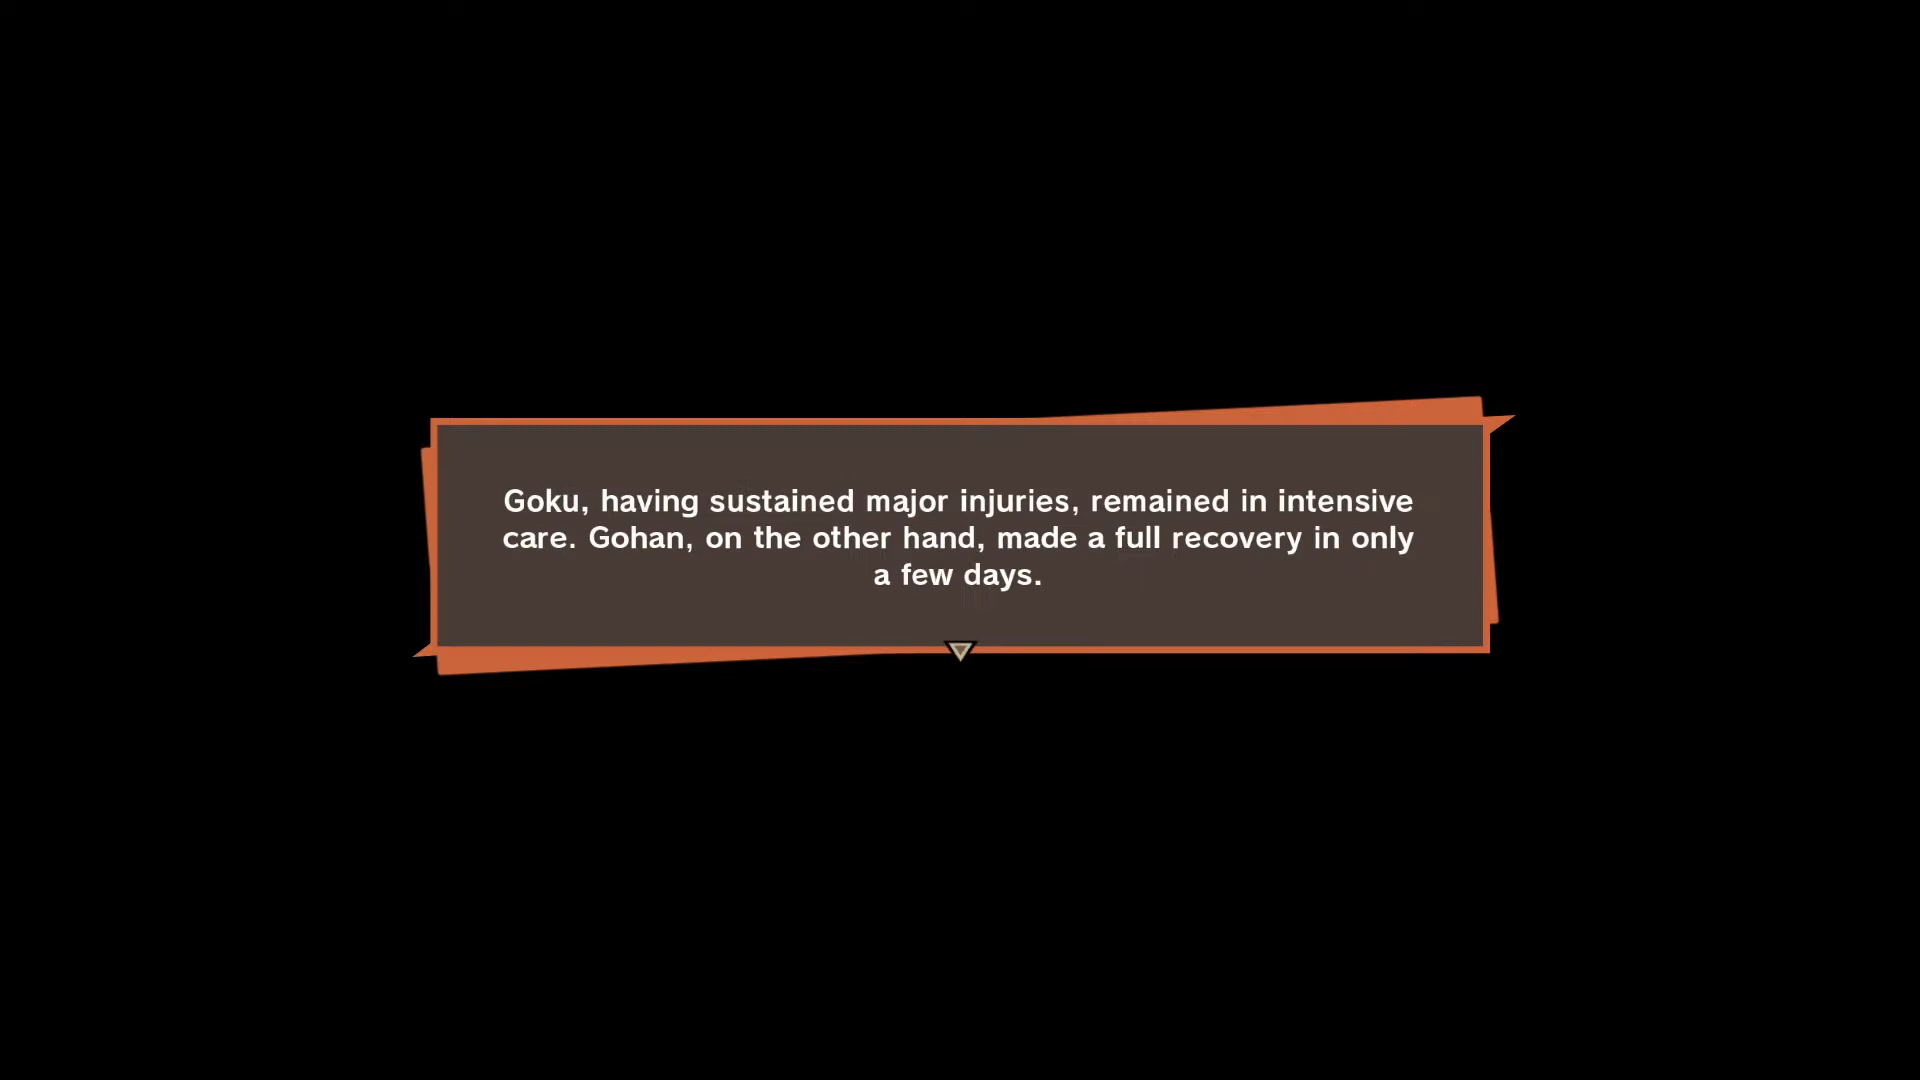 Goku, having sustained major injuries, remained in intensive
care. Gohan, on the other hand, made a full recovery in only
a few days.